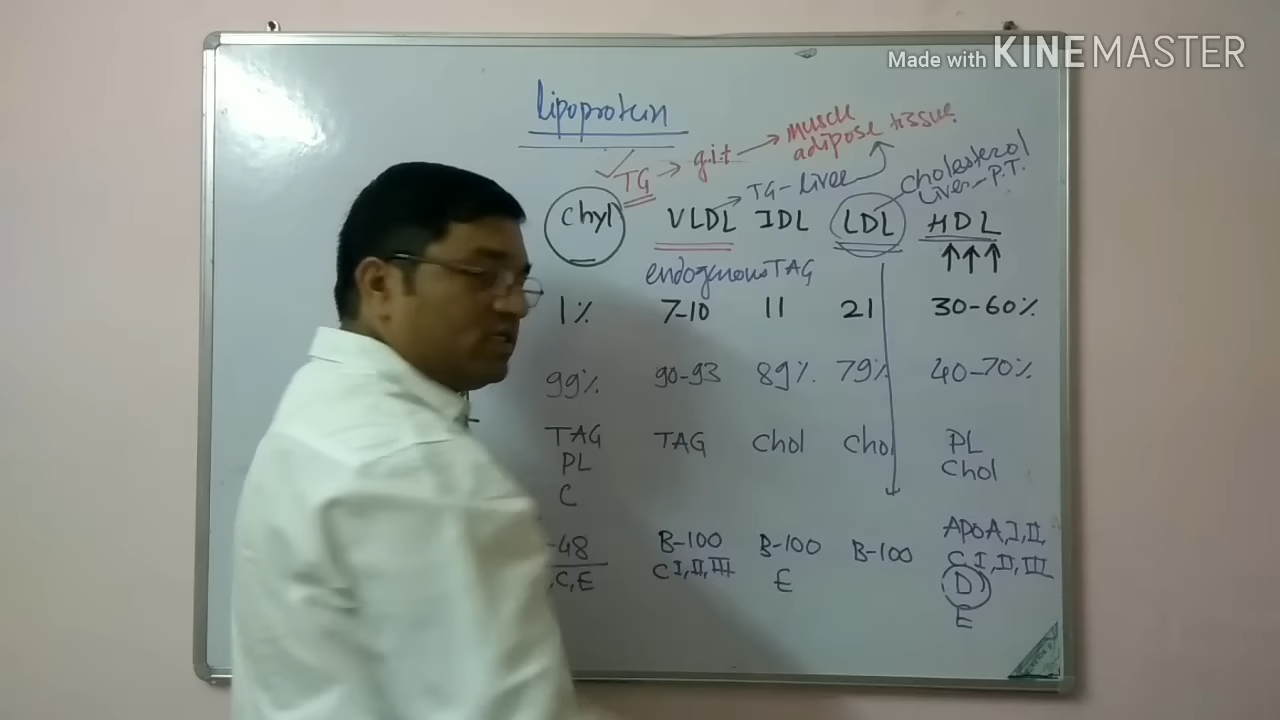 Made with KINEMASTER
lipoprotein
✓ TG → g.i.t → muscle
adipose tissue
TG - Liver
Cholesterol
Liver - P.T.
chyl VLDL IDL LDL HDL
↑↑↑
endogenous TAG
1% 7-10 11 21 30-60%
99% 90-93 89% 79% 40-70%
TAG TAG Chol Chol PL
PL Chol
C
-48 B-100 B-100 B-100 APOA, I, II,
,C,E C I, II, III E C I, II, III
D
E